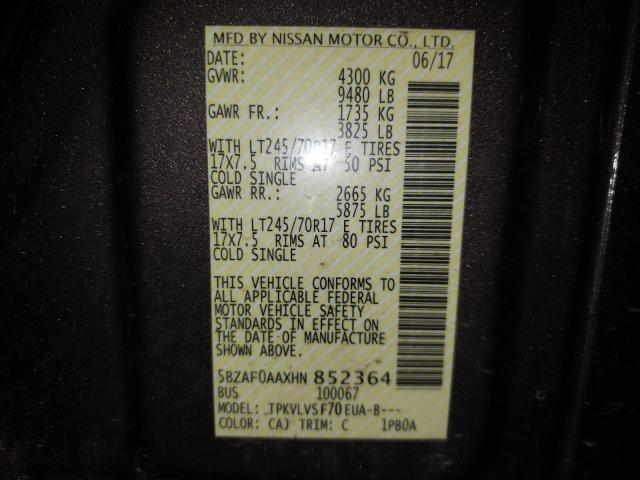 MFD BY NISSAN MOTOR CO., LTD.
DATE: 06/17
GVWR: 4300 KG
9480 LB
GAWR FR.: 1735 KG
3825 LB
WITH LT245/70R17 E TIRES
17X7.5 RIMS AT 50 PSI
COLD SINGLE
GAWR RR.: 2665 KG
5875 LB
WITH LT245/70R17 E TIRES
17X7.5 RIMS AT 80 PSI
COLD SINGLE
THIS VEHICLE CONFORMS TO
ALL APPLICABLE FEDERAL
MOTOR VEHICLE SAFETY
STANDARDS IN EFFECT ON
THE DATE OF MANUFACTURE
SHOWN ABOVE.
5BZAF0AAXHN 852364
BUS 100067
MODEL: TPKVLVSF70EUA-B---
COLOR: CAJ TRIM: C 1PB0A